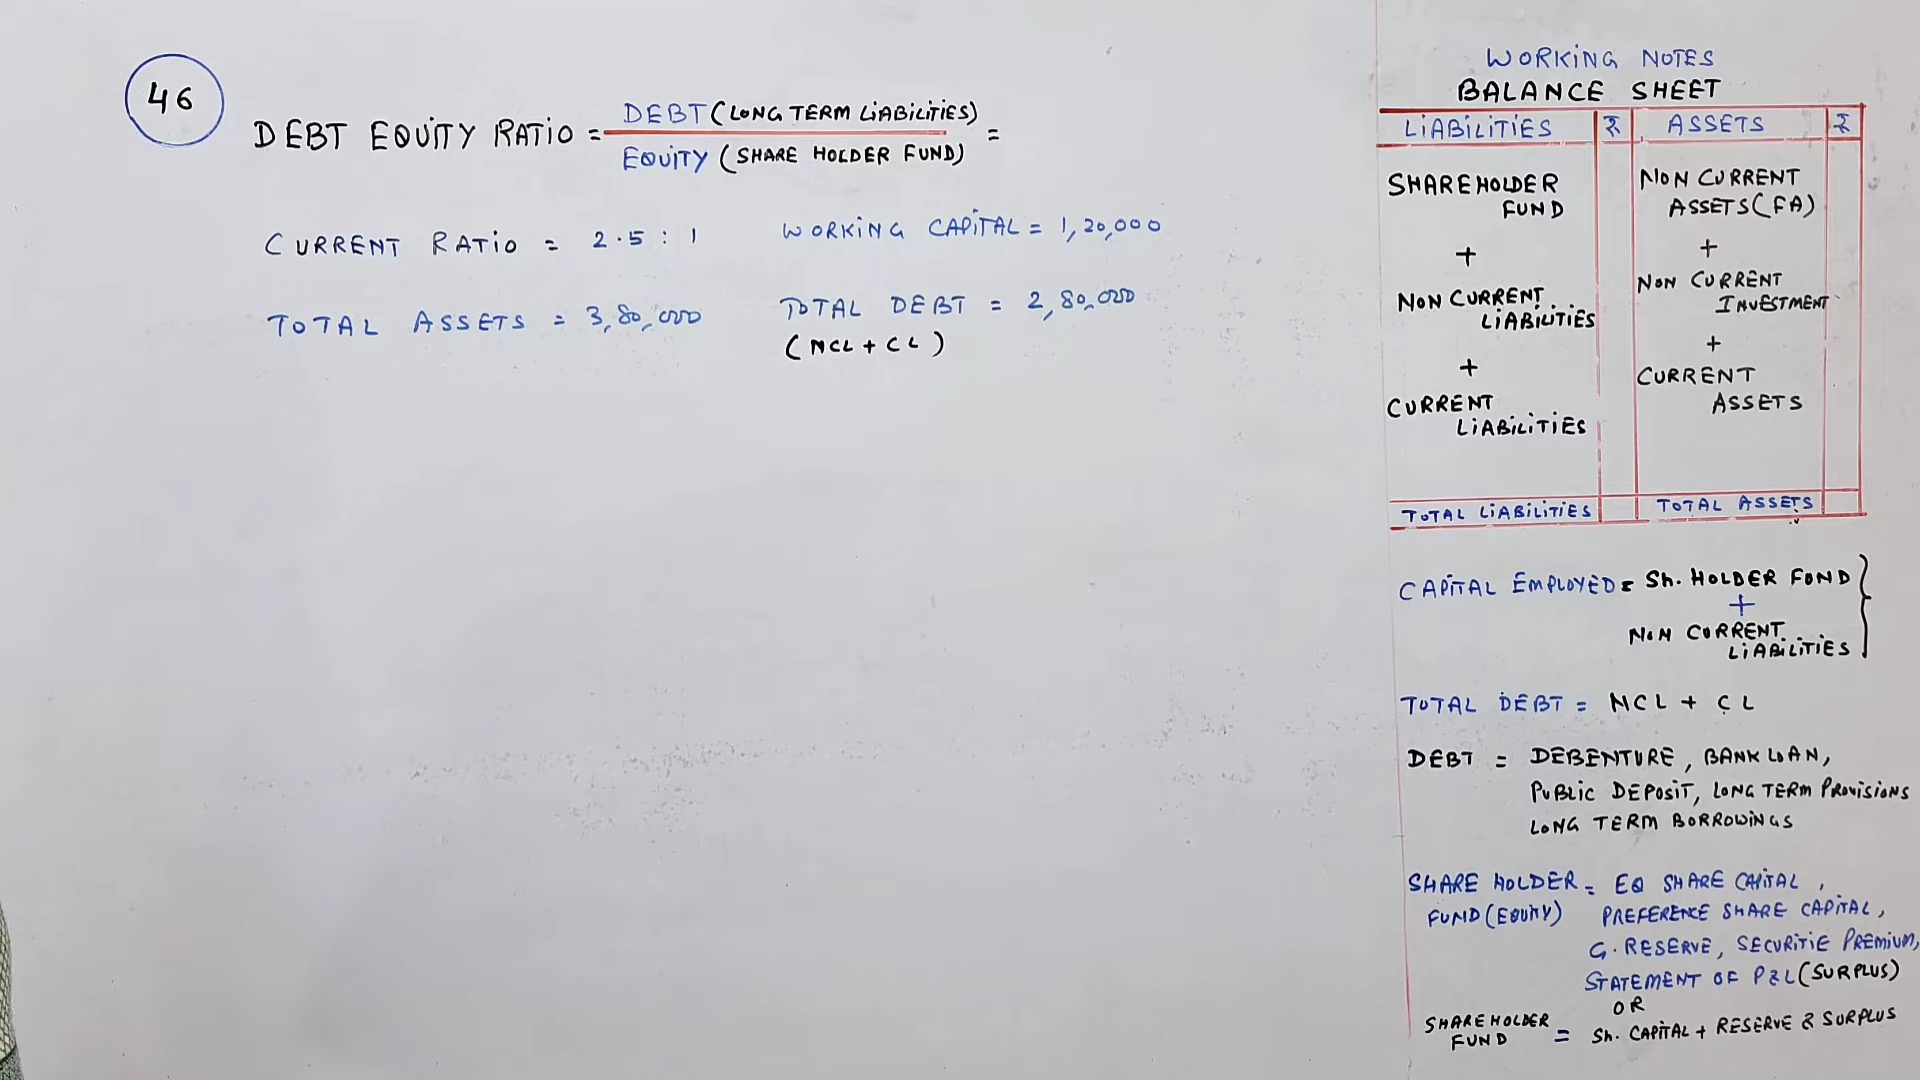 46
DEBT EQUITY RATIO = DEBT (LONG TERM LIABILITIES) =
EQUITY (SHARE HOLDER FUND)
CURRENT RATIO = 2.5 : 1
WORKING CAPITAL = 1,20,000
TOTAL ASSETS = 3,80,000
TOTAL DEBT = 2,80,000
(NCL + CL)
WORKING NOTES
BALANCE SHEET
LIABILITIES ₹ ASSETS ₹
SHAREHOLDER
FUND
+
NON CURRENT
LIABILITIES
+
CURRENT
LIABILITIES
NON CURRENT
ASSETS (FA)
+
NON CURRENT
INVESTMENT
+
CURRENT
ASSETS
TOTAL LIABILITIES TOTAL ASSETS
CAPITAL EMPLOYED = Sh. HOLDER FUND
+
NON CURRENT
LIABILITIES
TOTAL DEBT = NCL + CL
DEBT = DEBENTURE, BANK LOAN,
PUBLIC DEPOSIT, LONG TERM PROVISIONS
LONG TERM BORROWINGS
SHARE HOLDER = EQ SHARE CAPITAL,
FUND (EQUITY) PREFERENCE SHARE CAPITAL,
G. RESERVE, SECURITIE PREMIUM,
STATEMENT OF P&L (SURPLUS)
OR
SHAREHOLDER
FUND = Sh. CAPITAL + RESERVE & SURPLUS